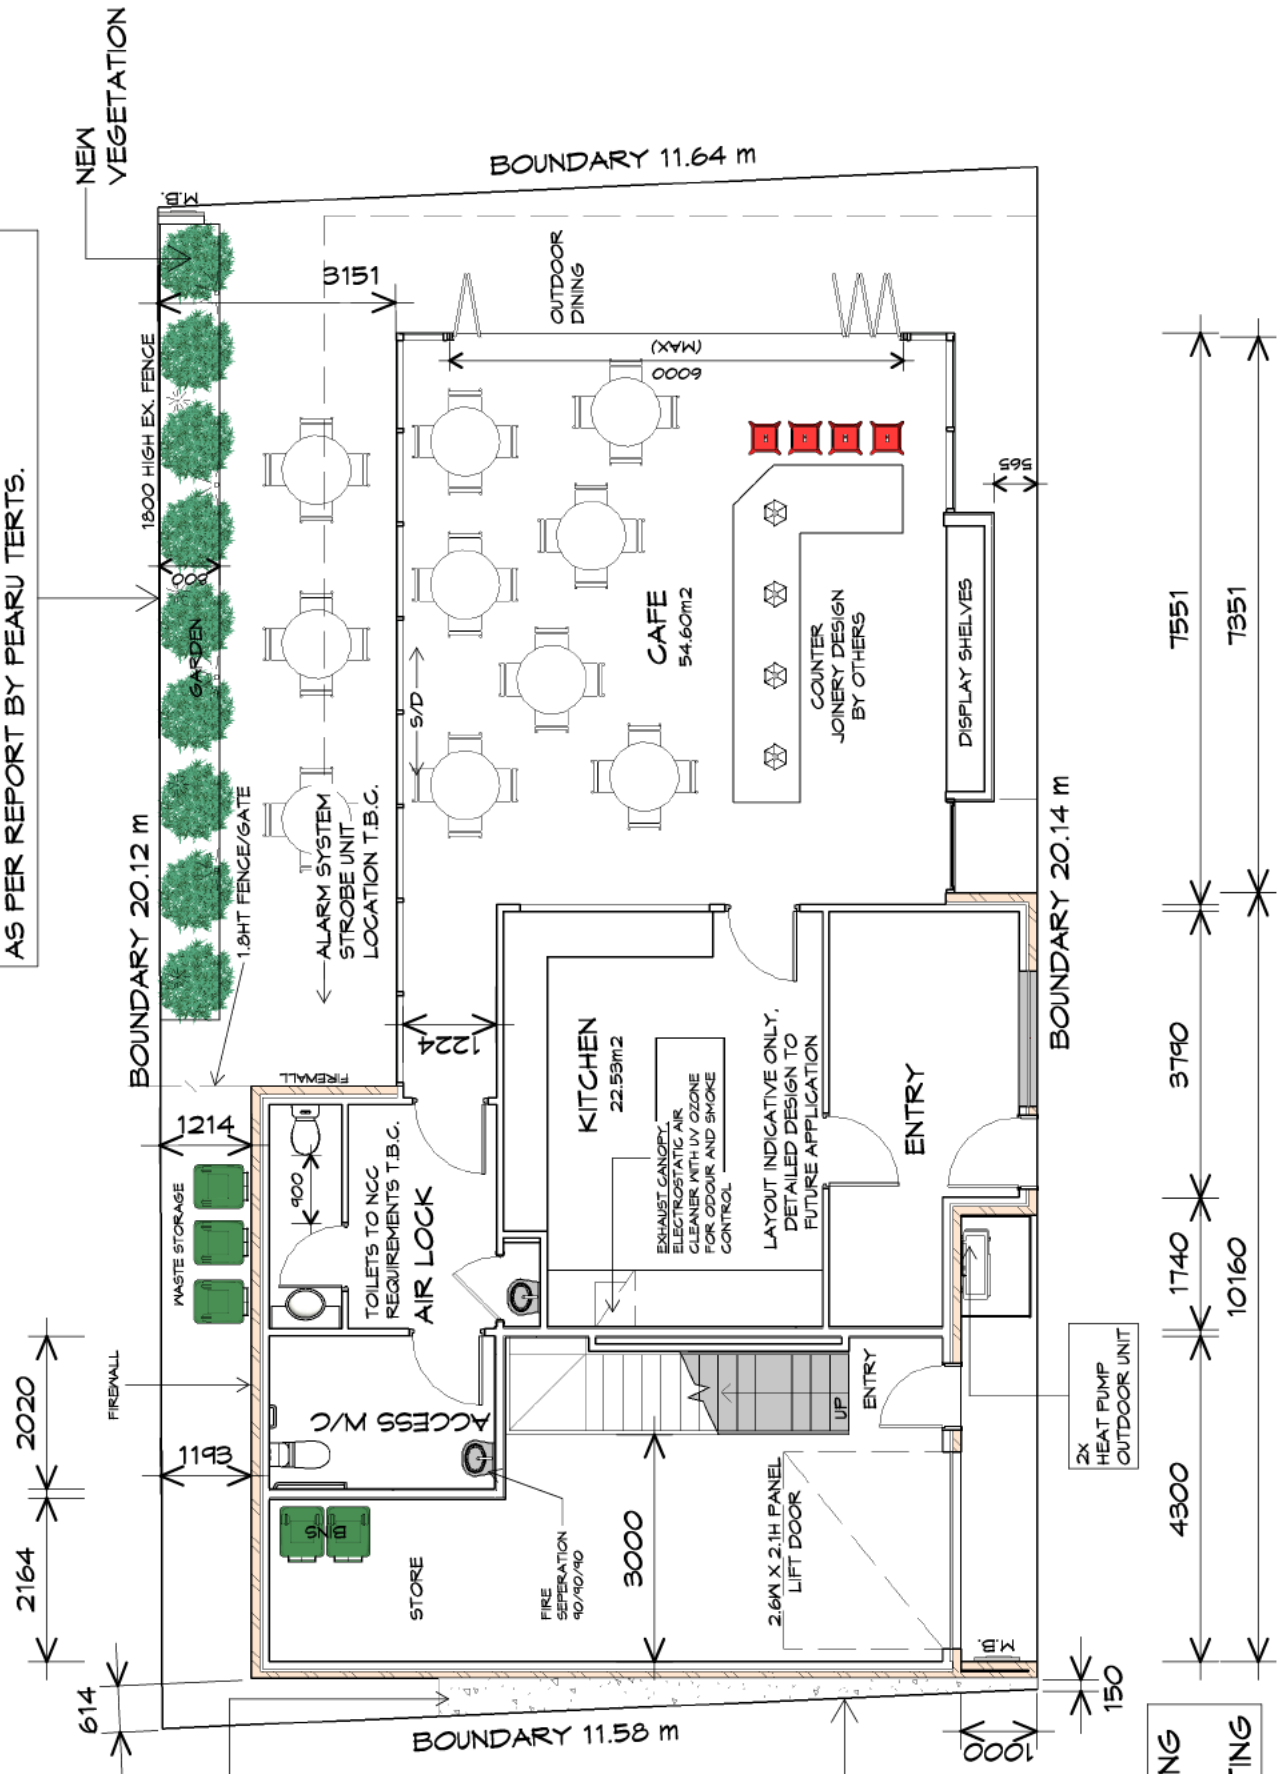 AS PER REPORT BY PEARU TERTS.
NEW
VEGETATION
BOUNDARY 11.64 m
M.B.
1800 HIGH EX. FENCE
3151
OUTDOOR
DINING
6000
(MAX)
800
GARDEN
565
CAFE
54.60m2
S/D
COUNTER
JOINERY DESIGN
BY OTHERS
DISPLAY SHELVES
7551
7351
BOUNDARY 20.12 m
1.8HT FENCE/GATE
ALARM SYSTEM
STROBE UNIT
LOCATION T.B.C.
BOUNDARY 20.14 m
FIREWALL
1224
KITCHEN
22.53m2
EXHAUST CANOPY,
ELECTROSTATIC AIR
CLEANER WITH UV OZONE
FOR ODOUR AND SMOKE
CONTROL
LAYOUT INDICATIVE ONLY,
DETAILED DESIGN TO
FUTURE APPLICATION
ENTRY
3790
1214
WASTE STORAGE
900
TOILETS TO NCC
REQUIREMENTS T.B.C.
AIR LOCK
1740
10160
FIREWALL
2020
1193
ACCESS W/C
UP
ENTRY
2x
HEAT PUMP
OUTDOOR UNIT
4300
2164
BINS
STORE
FIRE
SEPERATION
90/90/90
3000
2.6W X 2.1H PANEL
LIFT DOOR
M.B.
614
BOUNDARY 11.58 m
1000
150
NG
TING